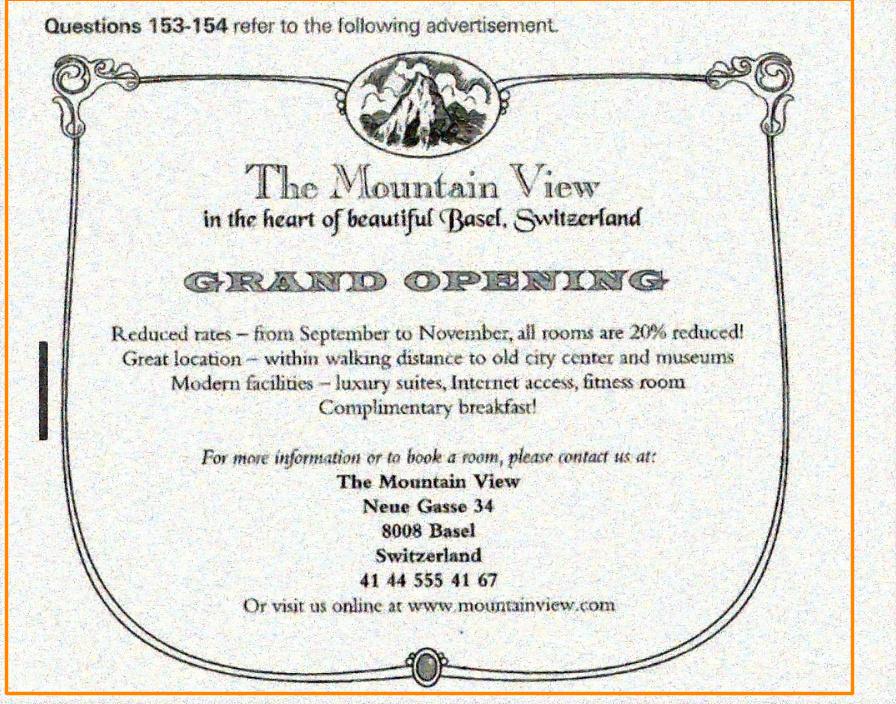 Questions 153-154 refer to the following advertisement.
The Mountain View
in the heart of beautiful Basel, Switzerland
GRAND OPENING
Reduced rates – from September to November, all rooms are 20% reduced!
Great location – within walking distance to old city center and museums
Modern facilities – luxury suites, Internet access, fitness room
Complimentary breakfast!
For more information or to book a room, please contact us at:
The Mountain View
Neue Gasse 34
8008 Basel
Switzerland
41 44 555 41 67
Or visit us online at www.mountainview.com